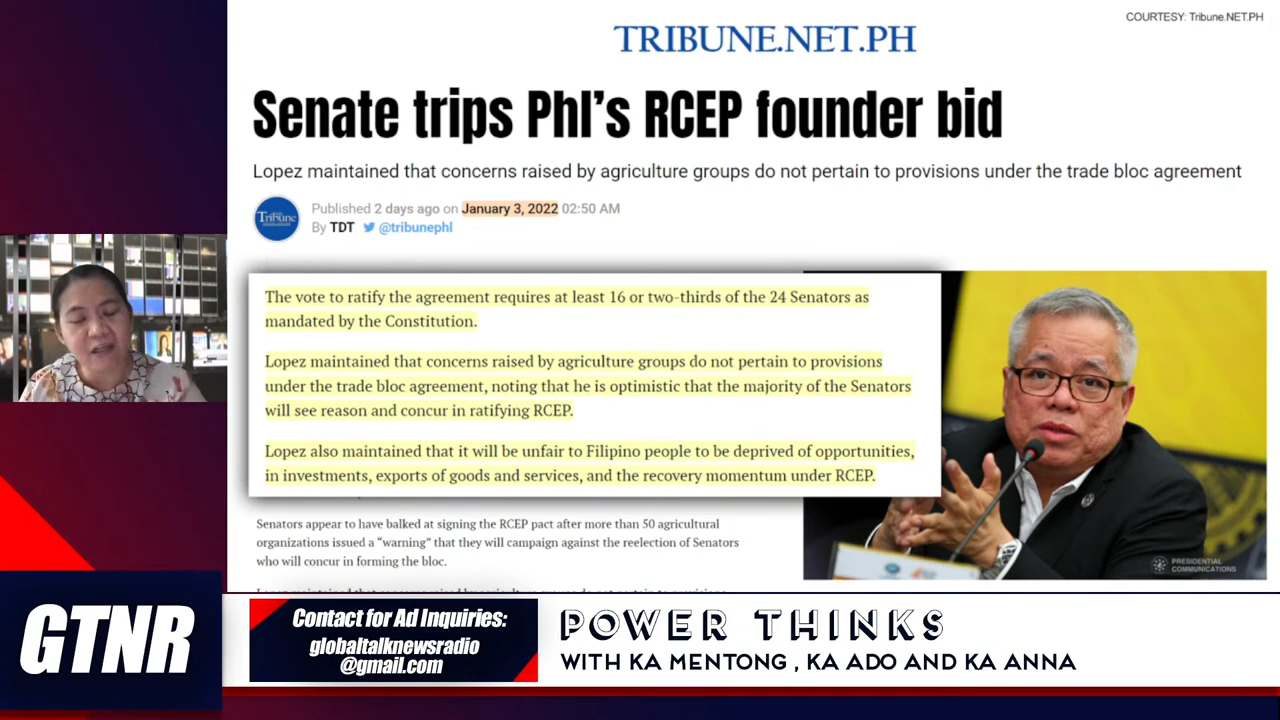 COURTESY: Tribune.NET.PH
TRIBUNE.NET.PH
Senate trips Phl's RCEP founder bid
Lopez maintained that concerns raised by agriculture groups do not pertain to provisions under the trade bloc agreement
Tribune
Published 2 days ago on January 3, 2022 02:50 AM
By TDT @tribunephl
The vote to ratify the agreement requires at least 16 or two-thirds of the 24 Senators as
mandated by the Constitution.
Lopez maintained that concerns raised by agriculture groups do not pertain to provisions
under the trade bloc agreement, noting that he is optimistic that the majority of the Senators
will see reason and concur in ratifying RCEP.
Lopez also maintained that it will be unfair to Filipino people to be deprived of opportunities,
in investments, exports of goods and services, and the recovery momentum under RCEP.
Senators appear to have balked at signing the RCEP pact after more than 50 agricultural
organizations issued a “warning” that they will campaign against the reelection of Senators
who will concur in forming the bloc.
PRESIDENTIAL
COMMUNICATIONS
GTNR
Contact for Ad Inquiries:
globaltalknewsradio
@gmail.com
POWER THINKS
WITH KA MENTONG , KA ADO AND KA ANNA